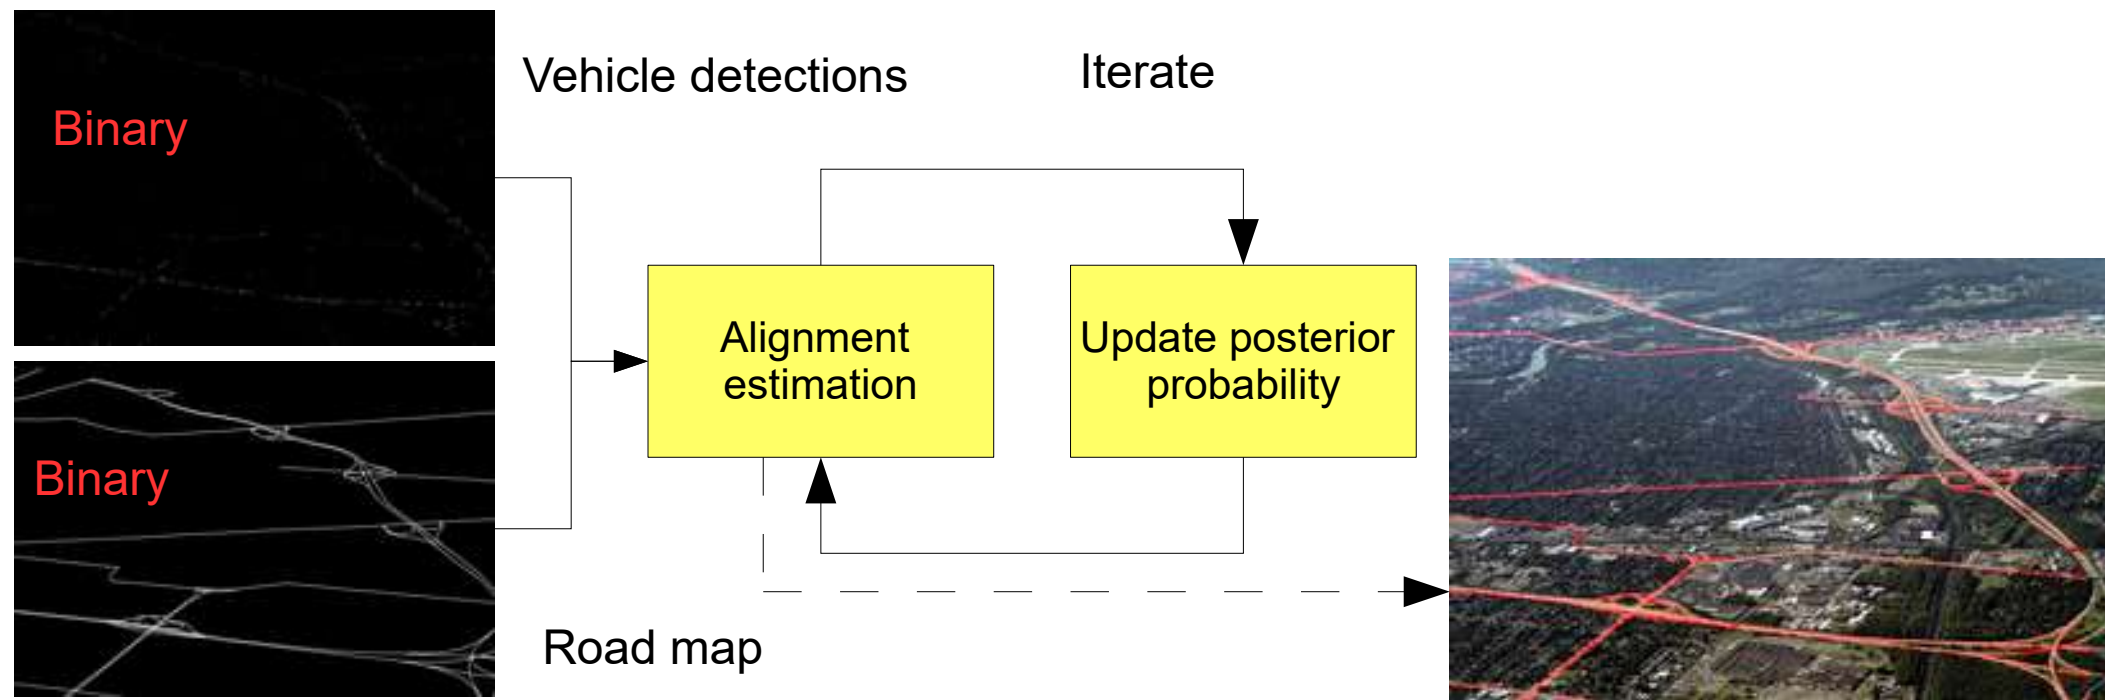 Vehicle detections
Iterate
Binary
Alignment
estimation
Update posterior
probability
Binary
Road map